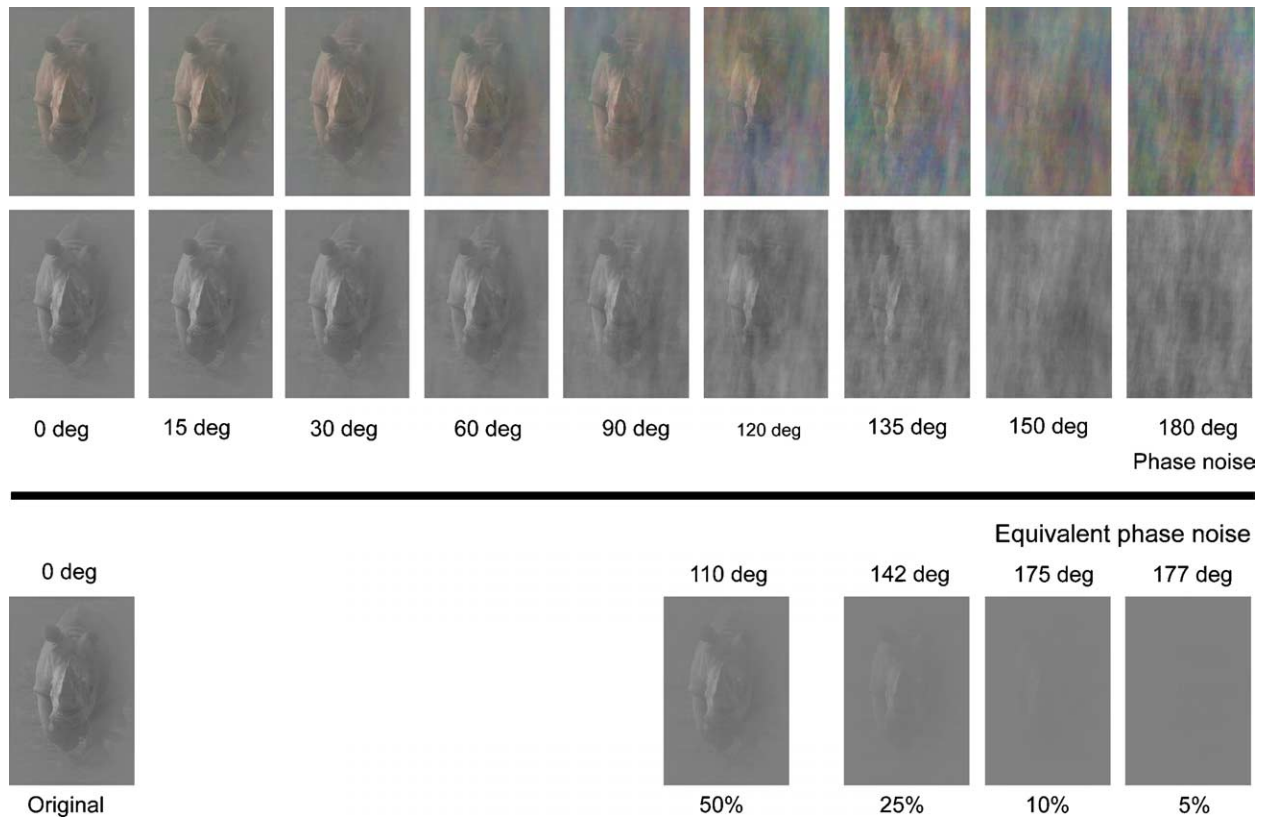 0 deg 15 deg 30 deg 60 deg 90 deg 120 deg 135 deg 150 deg 180 deg
Phase noise
Equivalent phase noise
0 deg 110 deg 142 deg 175 deg 177 deg
Original 50% 25% 10% 5%